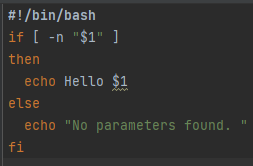 #!/bin/bash
if [ -n "$1" ]
then
  echo Hello $1
else
  echo "No parameters found. "
fi